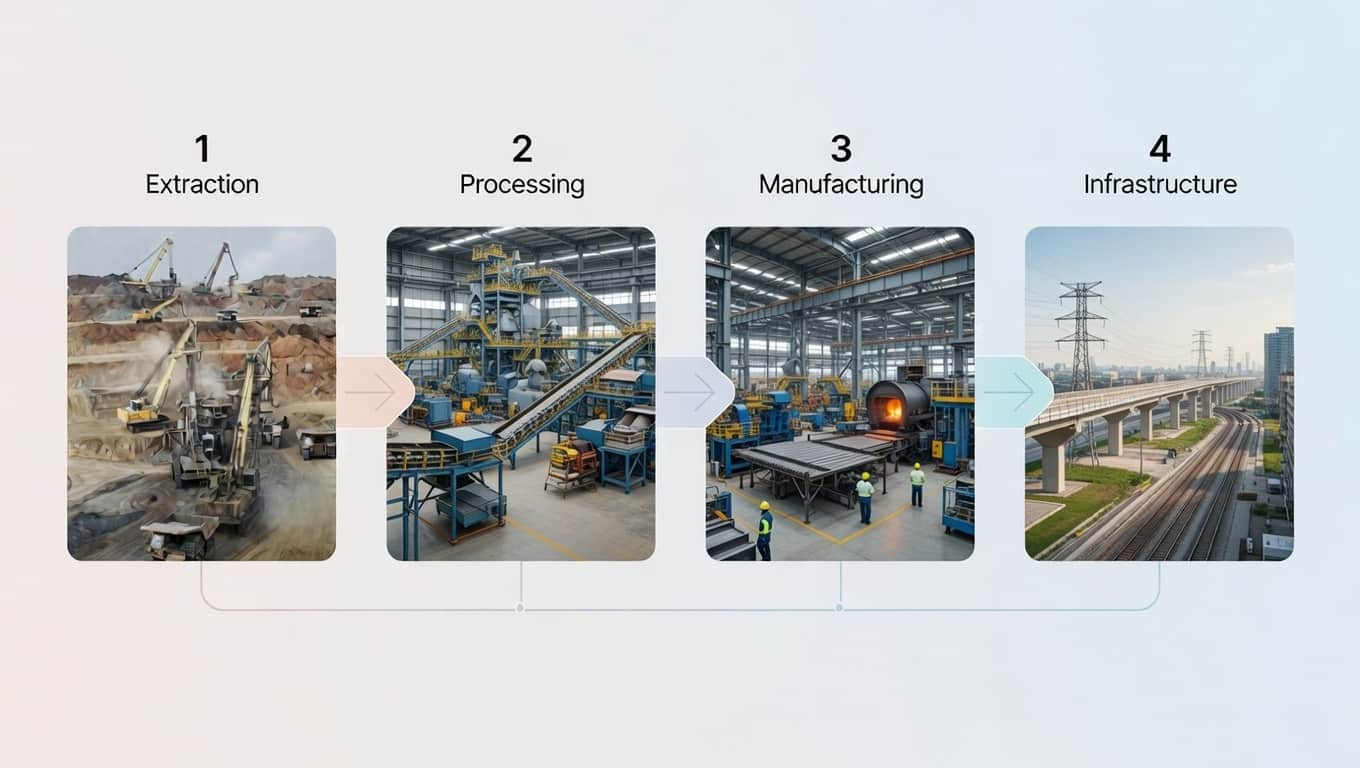 1
Extraction
2
Processing
3
Manufacturing
4
Infrastructure